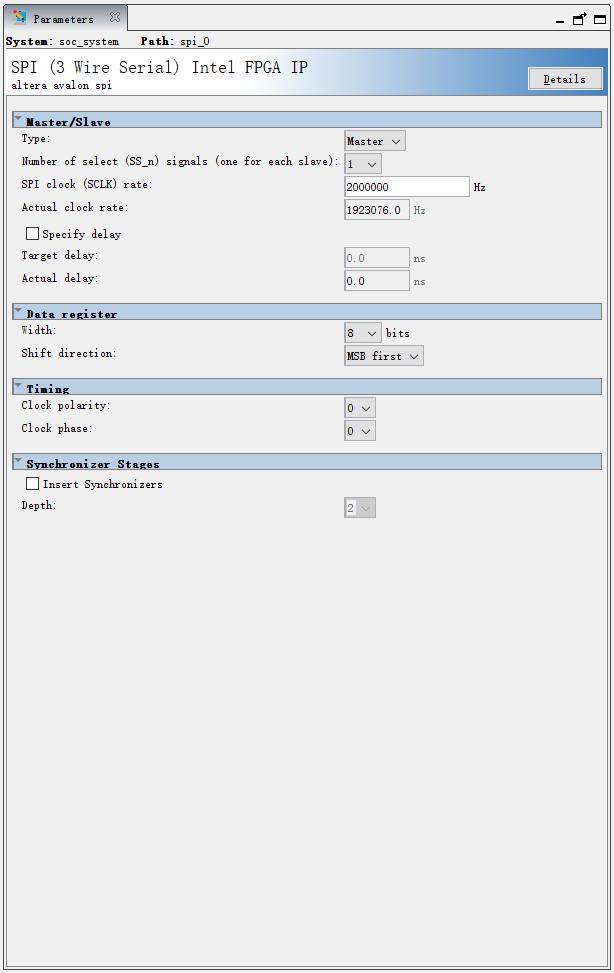 Parameters
System: soc_system Path: spi_0
SPI (3 Wire Serial) Intel FPGA IP
altera avalon spi
Details
Master/Slave
Type: Master
Number of select (SS_n) signals (one for each slave): 1
SPI clock (SCLK) rate: 2000000 Hz
Actual clock rate: 1923076.0 Hz
Specify delay
Target delay: 0.0 ns
Actual delay: 0.0 ns
Data register
Width: 8 bits
Shift direction: MSB first
Timing
Clock polarity: 0
Clock phase: 0
Synchronizer Stages
Insert Synchronizers
Depth: 2